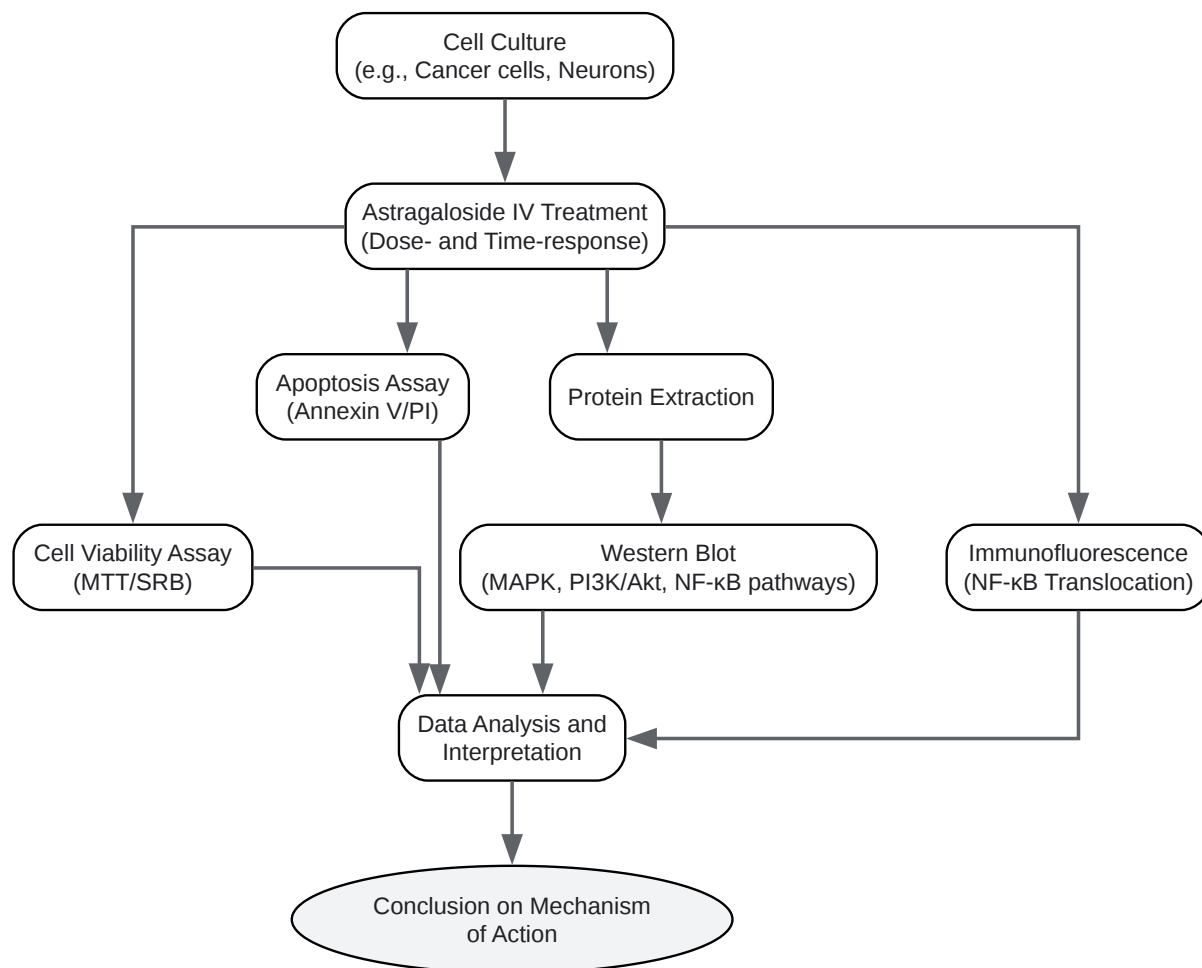 Cell Culture
(e.g., Cancer cells, Neurons)
Astragaloside IV Treatment
(Dose- and Time-response)
Apoptosis Assay
(Annexin V/PI)
Protein Extraction
Cell Viability Assay
(MTT/SRB)
Western Blot
(MAPK, PI3K/Akt, NF-κB pathways)
Immunofluorescence
(NF-κB Translocation)
Data Analysis and
Interpretation
Conclusion on Mechanism
of Action